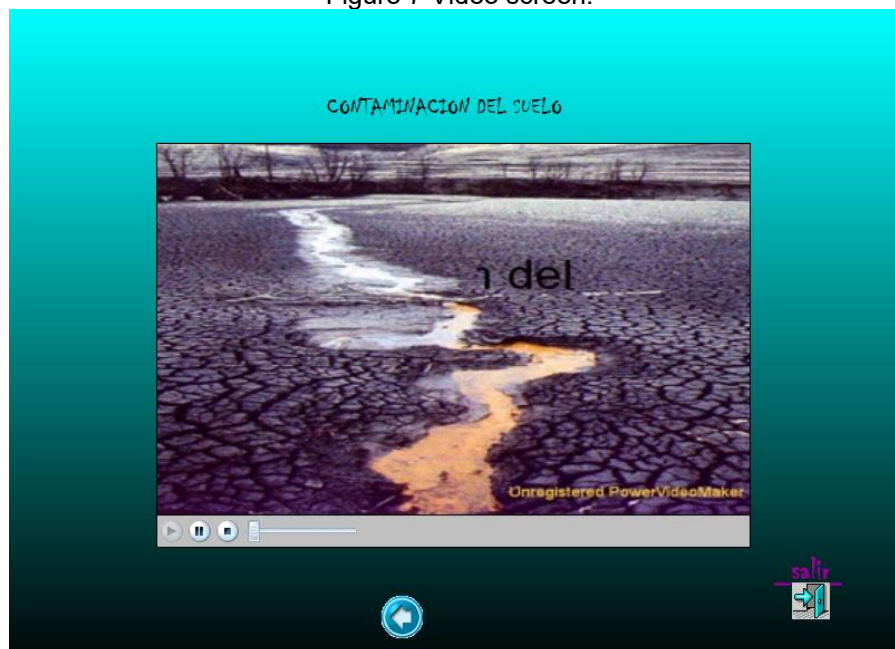 Figure 7 Video screen.
CONTAMINACION DEL SUELO
n del
Unregistered PowerVideoMaker
salir